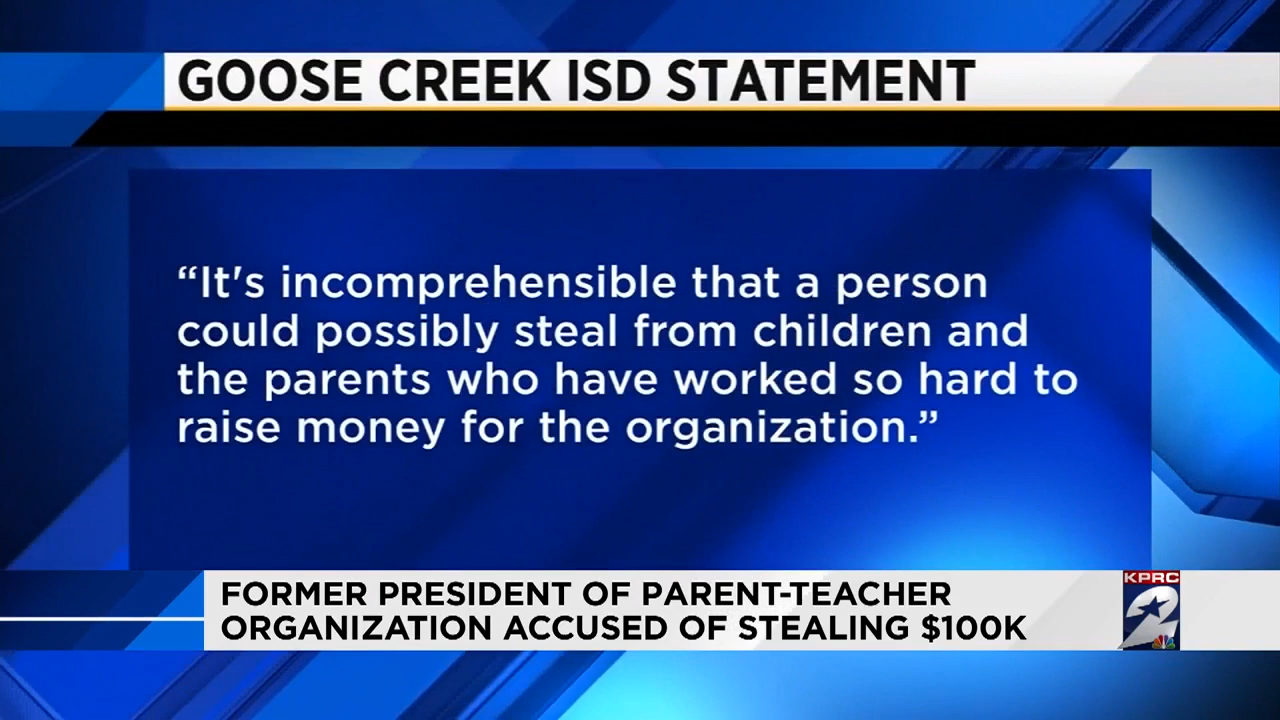 GOOSE CREEK ISD STATEMENT
“It's incomprehensible that a person
could possibly steal from children and
the parents who have worked so hard to
raise money for the organization.”
FORMER PRESIDENT OF PARENT-TEACHER
ORGANIZATION ACCUSED OF STEALING $100K
KPRC
2